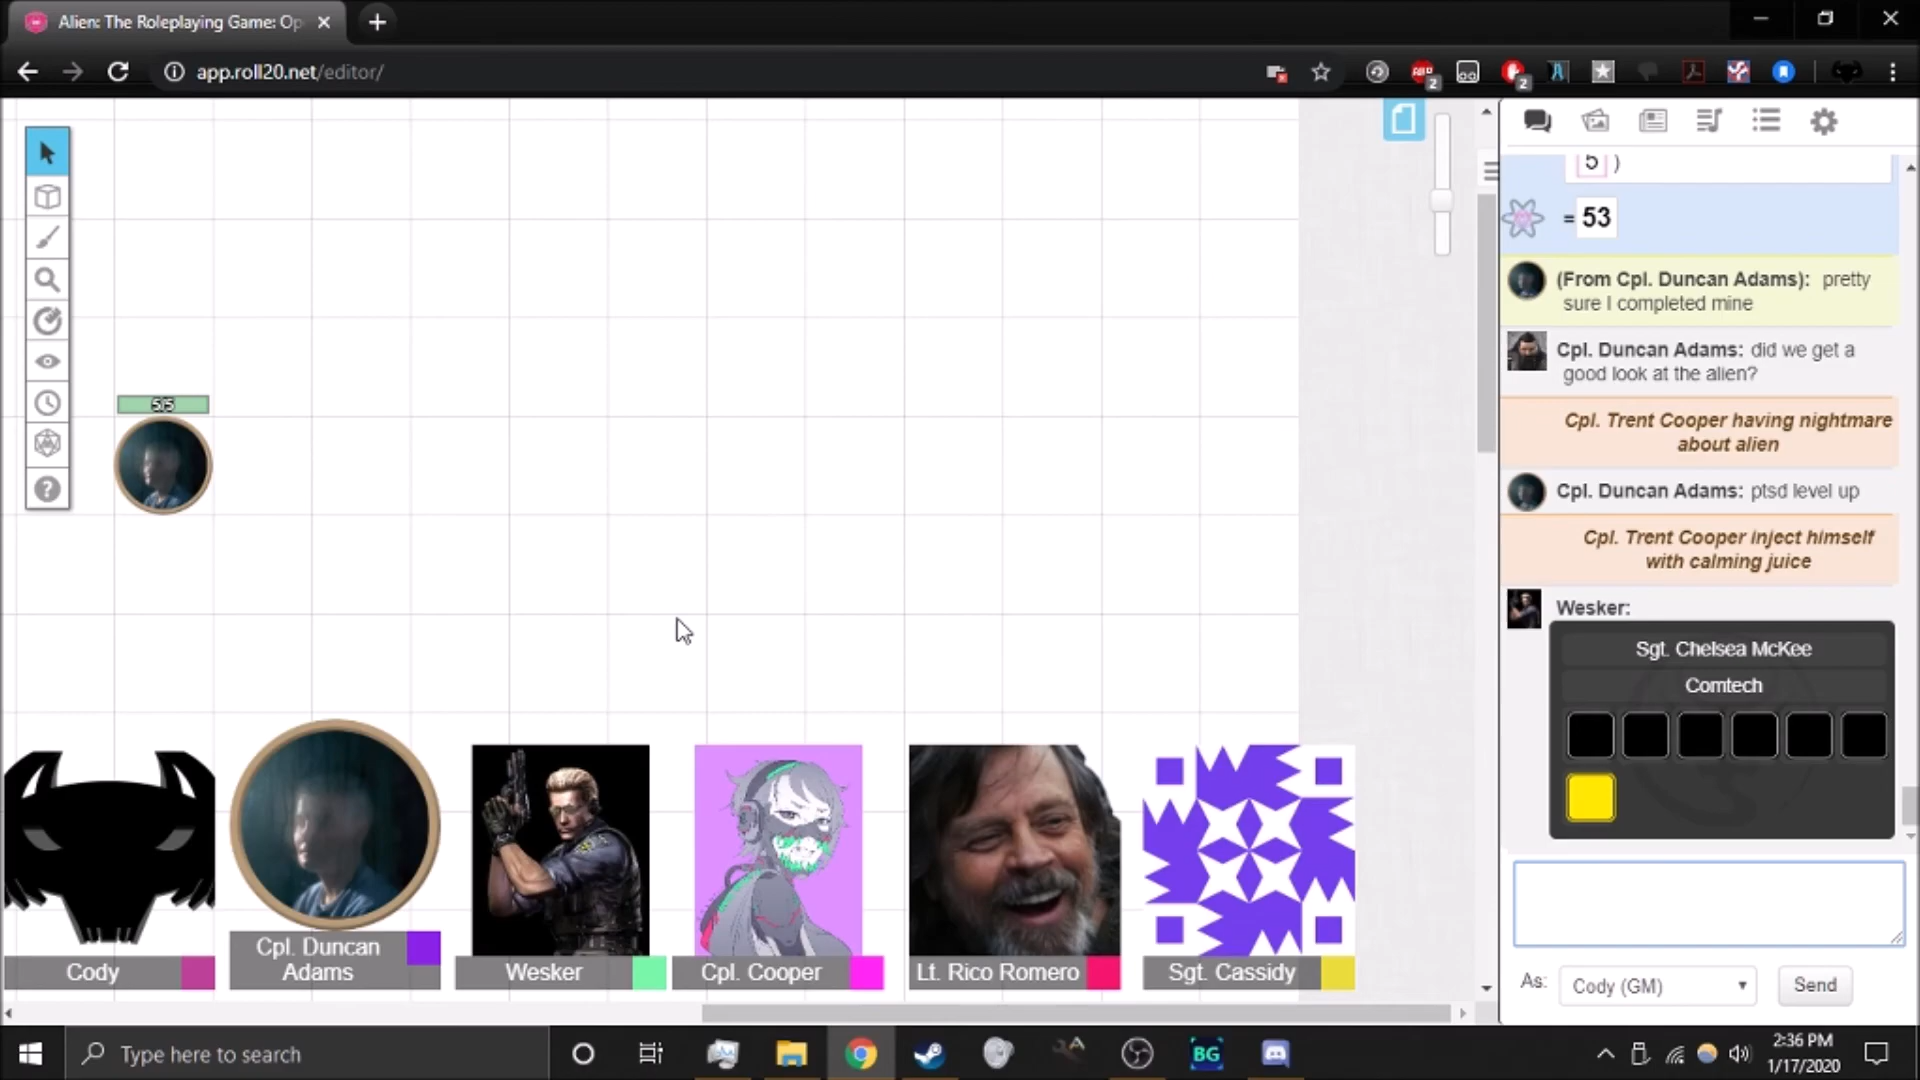 Alien: The Roleplaying Game: Op
app.roll20.net/editor/
2
2
5/5
5 )
= 53
(From Cpl. Duncan Adams): pretty
sure I completed mine
Cpl. Duncan Adams: did we get a
good look at the alien?
Cpl. Trent Cooper having nightmare
about alien
Cpl. Duncan Adams: ptsd level up
Cpl. Trent Cooper inject himself
with calming juice
Wesker:
Sgt. Chelsea McKee
Comtech
Cody
Cpl. Duncan
Adams
Wesker
Cpl. Cooper
Lt. Rico Romero
Sgt. Cassidy
As: Cody (GM) Send
Type here to search
BG
2:36 PM
1/17/2020